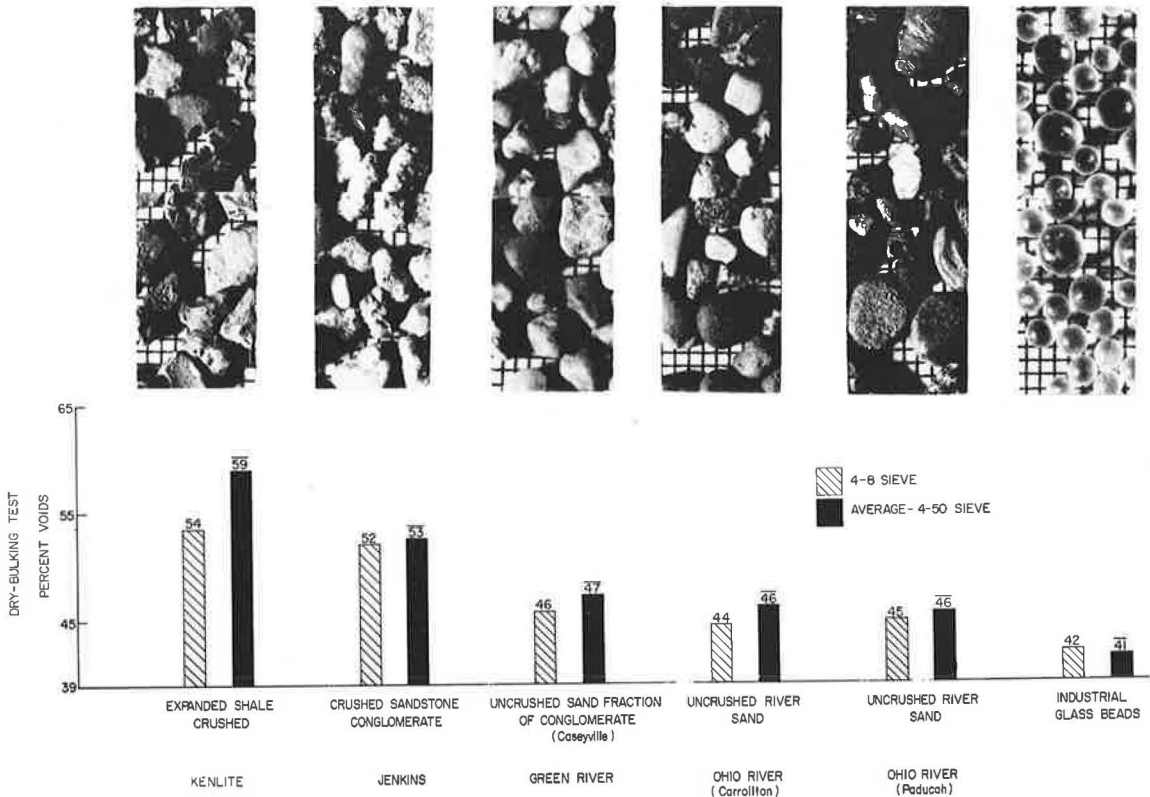 65
55
45
39
DRY-BULKING TEST
PERCENT VOIDS
54
59
52
53
46
47
44
46
45
46
42
41
4-8 SIEVE
AVERAGE-4-50 SIEVE
EXPANDED SHALE
CRUSHED
KENLITE
CRUSHED SANDSTONE
CONGLOMERATE
JENKINS
UNCRUSHED SAND FRACTION
OF CONGLOMERATE
(Caseyville)
GREEN RIVER
UNCRUSHED RIVER
SAND
OHIO RIVER
(Carrollton)
UNCRUSHED RIVER
SAND
OHIO RIVER
(Paducah)
INDUSTRIAL
GLASS BEADS